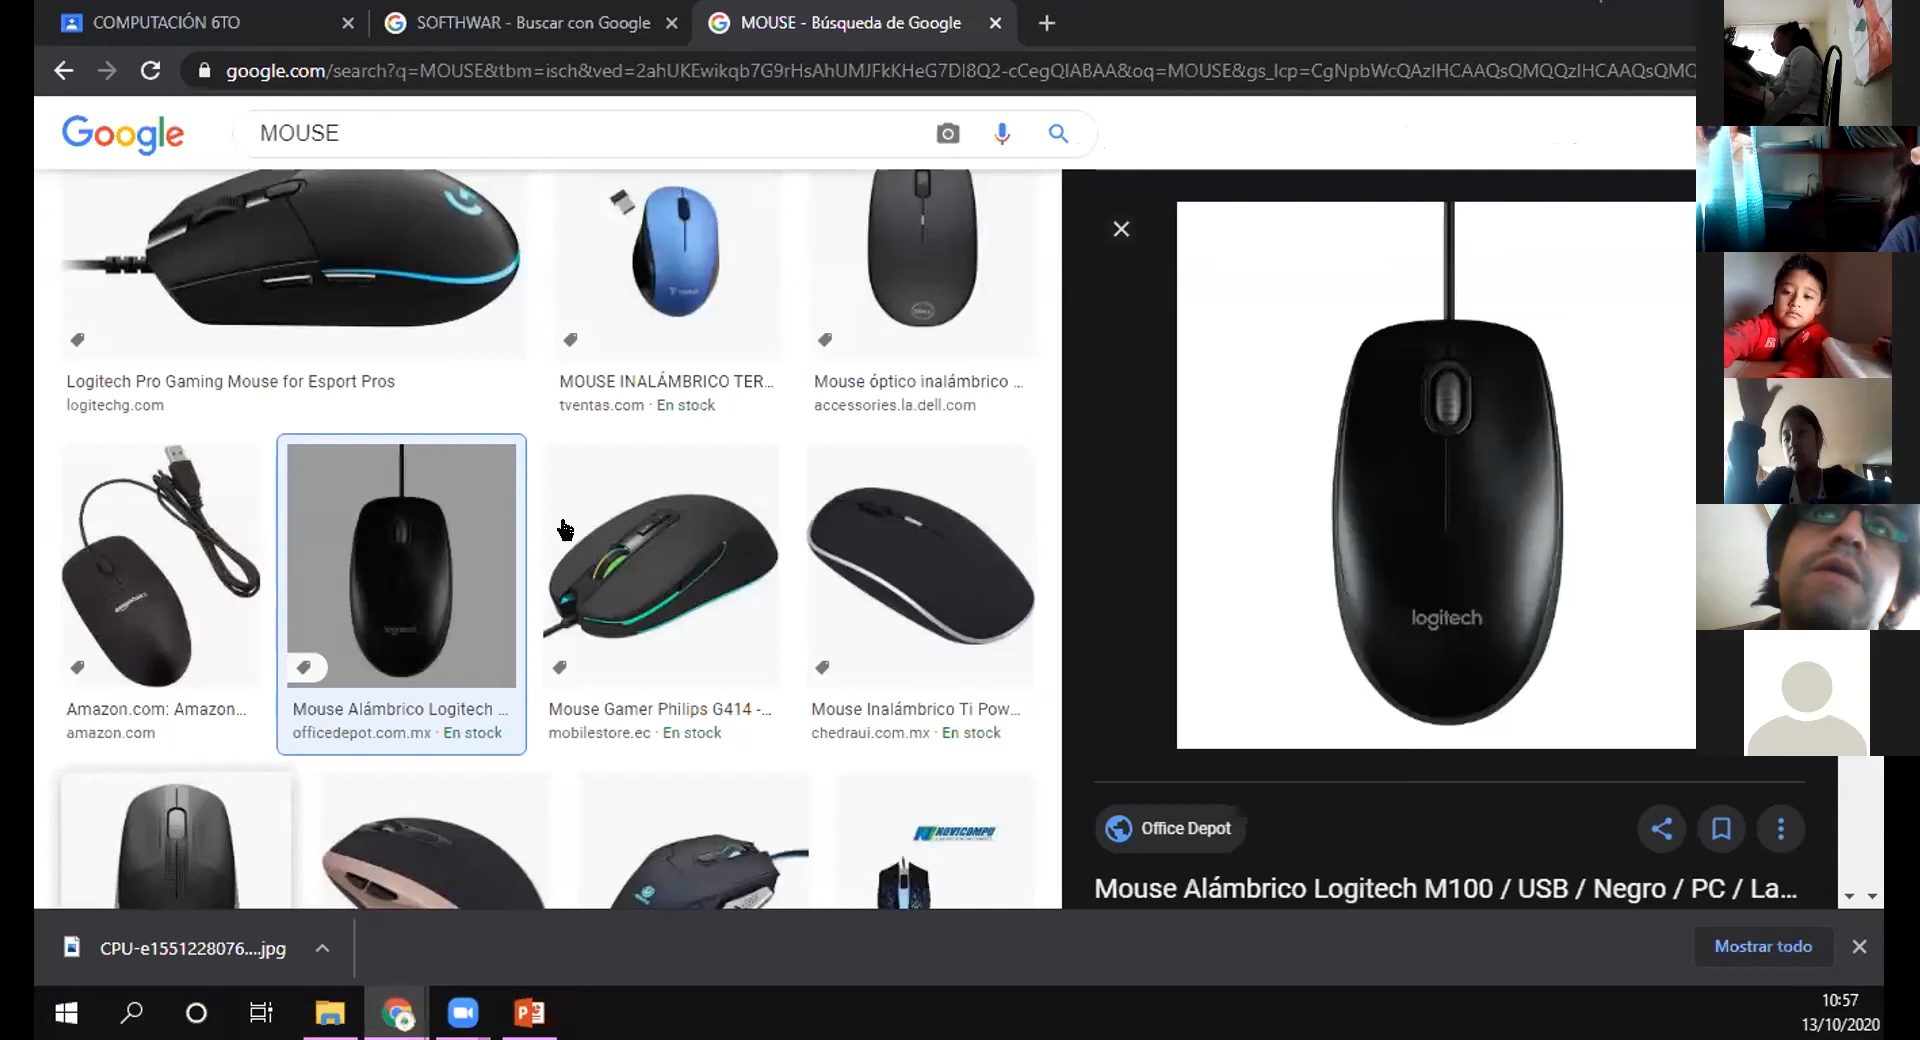 COMPUTACIÓN 6TO
SOFTHWAR - Buscar con Google
MOUSE - Búsqueda de Google
google.com/search?q=MOUSE&tbm=isch&ved=2ahUKEwikqb7G9rHsAhUMJFkKHeG7DI8Q2-cCegQIABAA&oq=MOUSE&gs_lcp=CgNpbWcQAzIHCAAQsQMQQzIHCAAQsQMQ
Google
MOUSE
DELL
Logitech Pro Gaming Mouse for Esport Pros
logitechg.com
MOUSE INALÁMBRICO TER...
tventas.com · En stock
Mouse óptico inalámbrico ...
accessories.la.dell.com
logitech
logitech
Amazon.com: Amazon...
amazon.com
Mouse Alámbrico Logitech ...
officedepot.com.mx · En stock
Mouse Gamer Philips G414 -...
mobilestore.ec · En stock
Mouse Inalámbrico Ti Pow...
chedraui.com.mx · En stock
NOVICOMPU
Office Depot
Mouse Alámbrico Logitech M100 / USB / Negro / PC / La...
CPU-e1551228076....jpg
Mostrar todo
10:57
13/10/2020